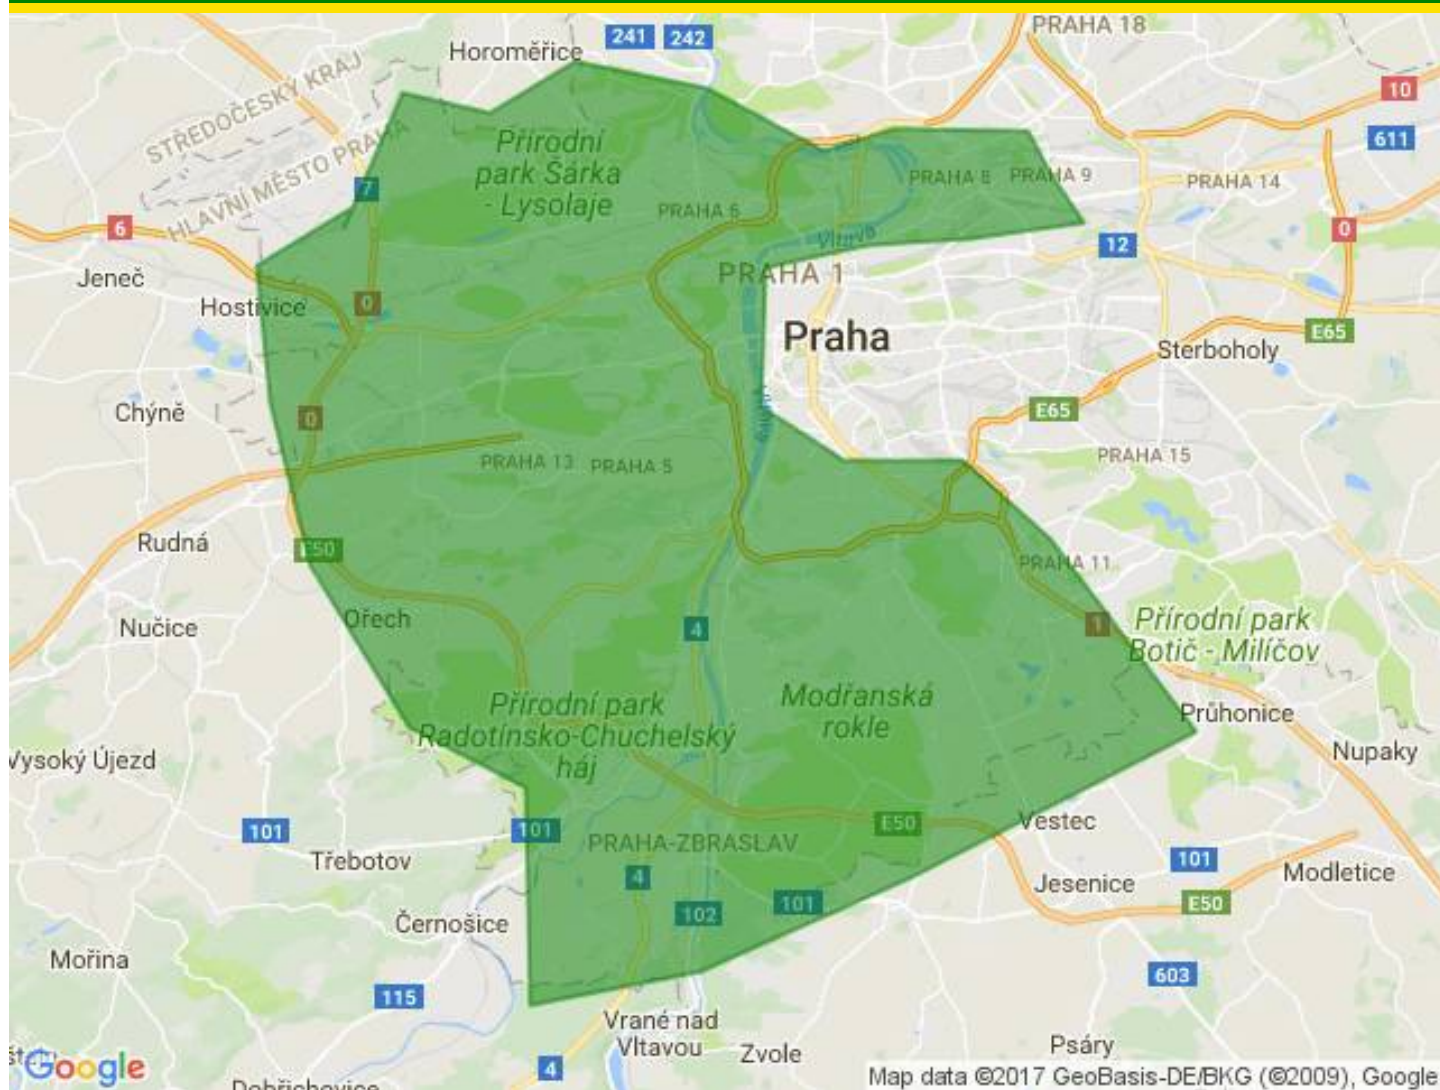 241
242
PRAHA 18
Horoměřice
STŘEDOČESKÝ KRAJ
HLAVNÍ MĚSTO PRAHA
10
611
Přírodní
park Šárka
- Lysolaje
7
PRAHA 8
PRAHA 9
PRAHA 14
PRAHA 6
6
0
Vltava
12
Jeneč
PRAHA 1
Hostivice
0
Praha
E65
Sterboholy
Chýně
0
Vltava
E65
PRAHA 13
PRAHA 5
PRAHA 15
Rudná
E50
PRAHA 11
Nučice
Ořech
4
1
Přírodní park
Botič - Milíčov
Přírodní park
Radotínsko-Chuchelský
háj
Modřanská
rokle
Průhonice
Vysoký Újezd
Nupaky
101
101
PRAHA-ZBRASLAV
E50
Vestec
Třebotov
101
Modletice
4
Jesenice
E50
101
102
Černošice
Mořina
603
115
Vrané nad
Vltavou
Zvole
Psáry
4
Google
Dobřichovice
Map data ©2017 GeoBasis-DE/BKG (©2009), Google